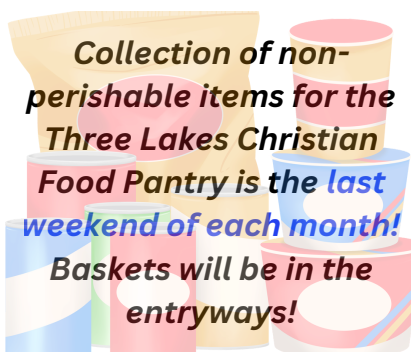 Collection of non-
perishable items for the
Three Lakes Christian
Food Pantry is the last
weekend of each month!
Baskets will be in the
entryways!